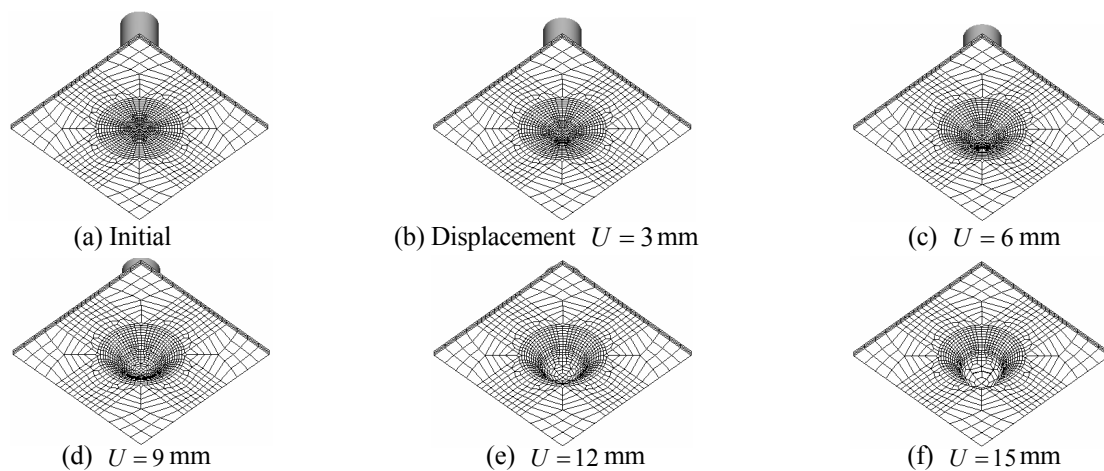 (a) Initial
(b) Displacement U = 3 mm
(c) U = 6 mm
(d) U = 9 mm
(e) U = 12 mm
(f) U = 15 mm